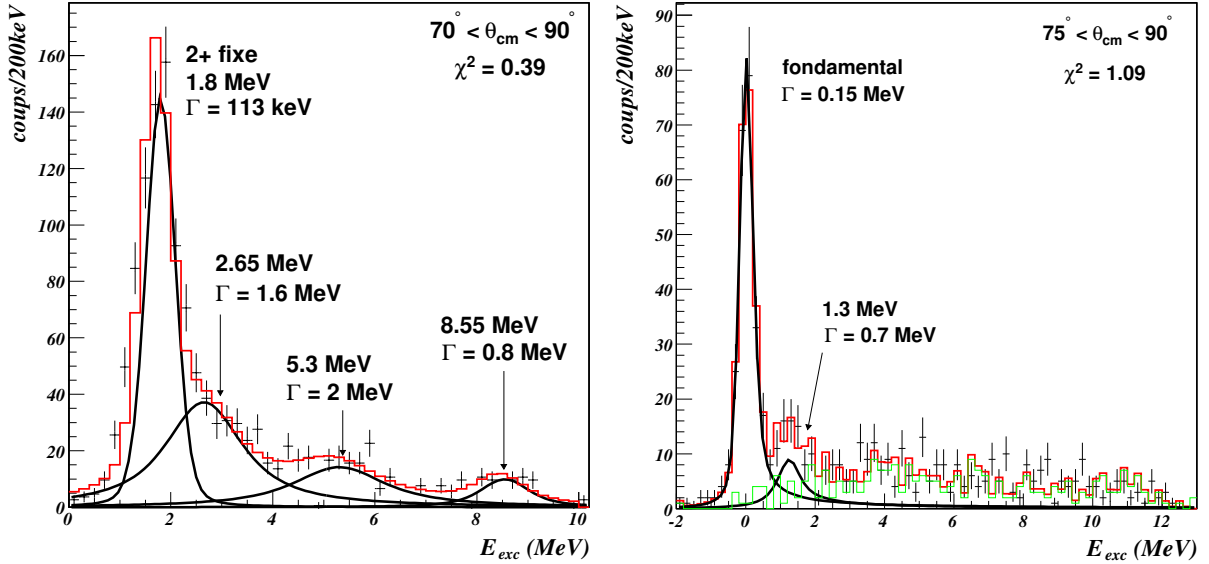 70° < θcm < 90°
χ² = 0.39
2+ fixe
1.8 MeV
Γ = 113 keV
2.65 MeV
Γ = 1.6 MeV
5.3 MeV
Γ = 2 MeV
8.55 MeV
Γ = 0.8 MeV
coups/200keV
160
140
120
100
80
60
40
20
0
0 2 4 6 8 10
Eexc (MeV)
75° < θcm < 90°
χ² = 1.09
fondamental
Γ = 0.15 MeV
1.3 MeV
Γ = 0.7 MeV
coups/200keV
90
80
70
60
50
40
30
20
10
0
-2 0 2 4 6 8 10 12
Eexc (MeV)